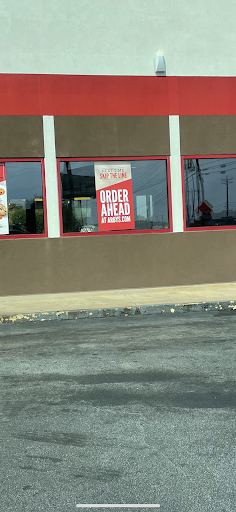 SKIP THE LINE
ORDER
AHEAD
AT ARBYS.COM